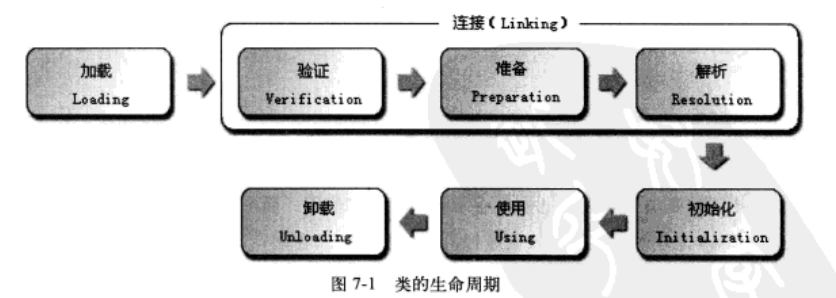 连接(Linking)
加载
Loading
验证
Verification
准备
Preparation
解析
Resolution
卸载
Unloading
使用
Using
初始化
Initialization
图 7-1 类的生命周期